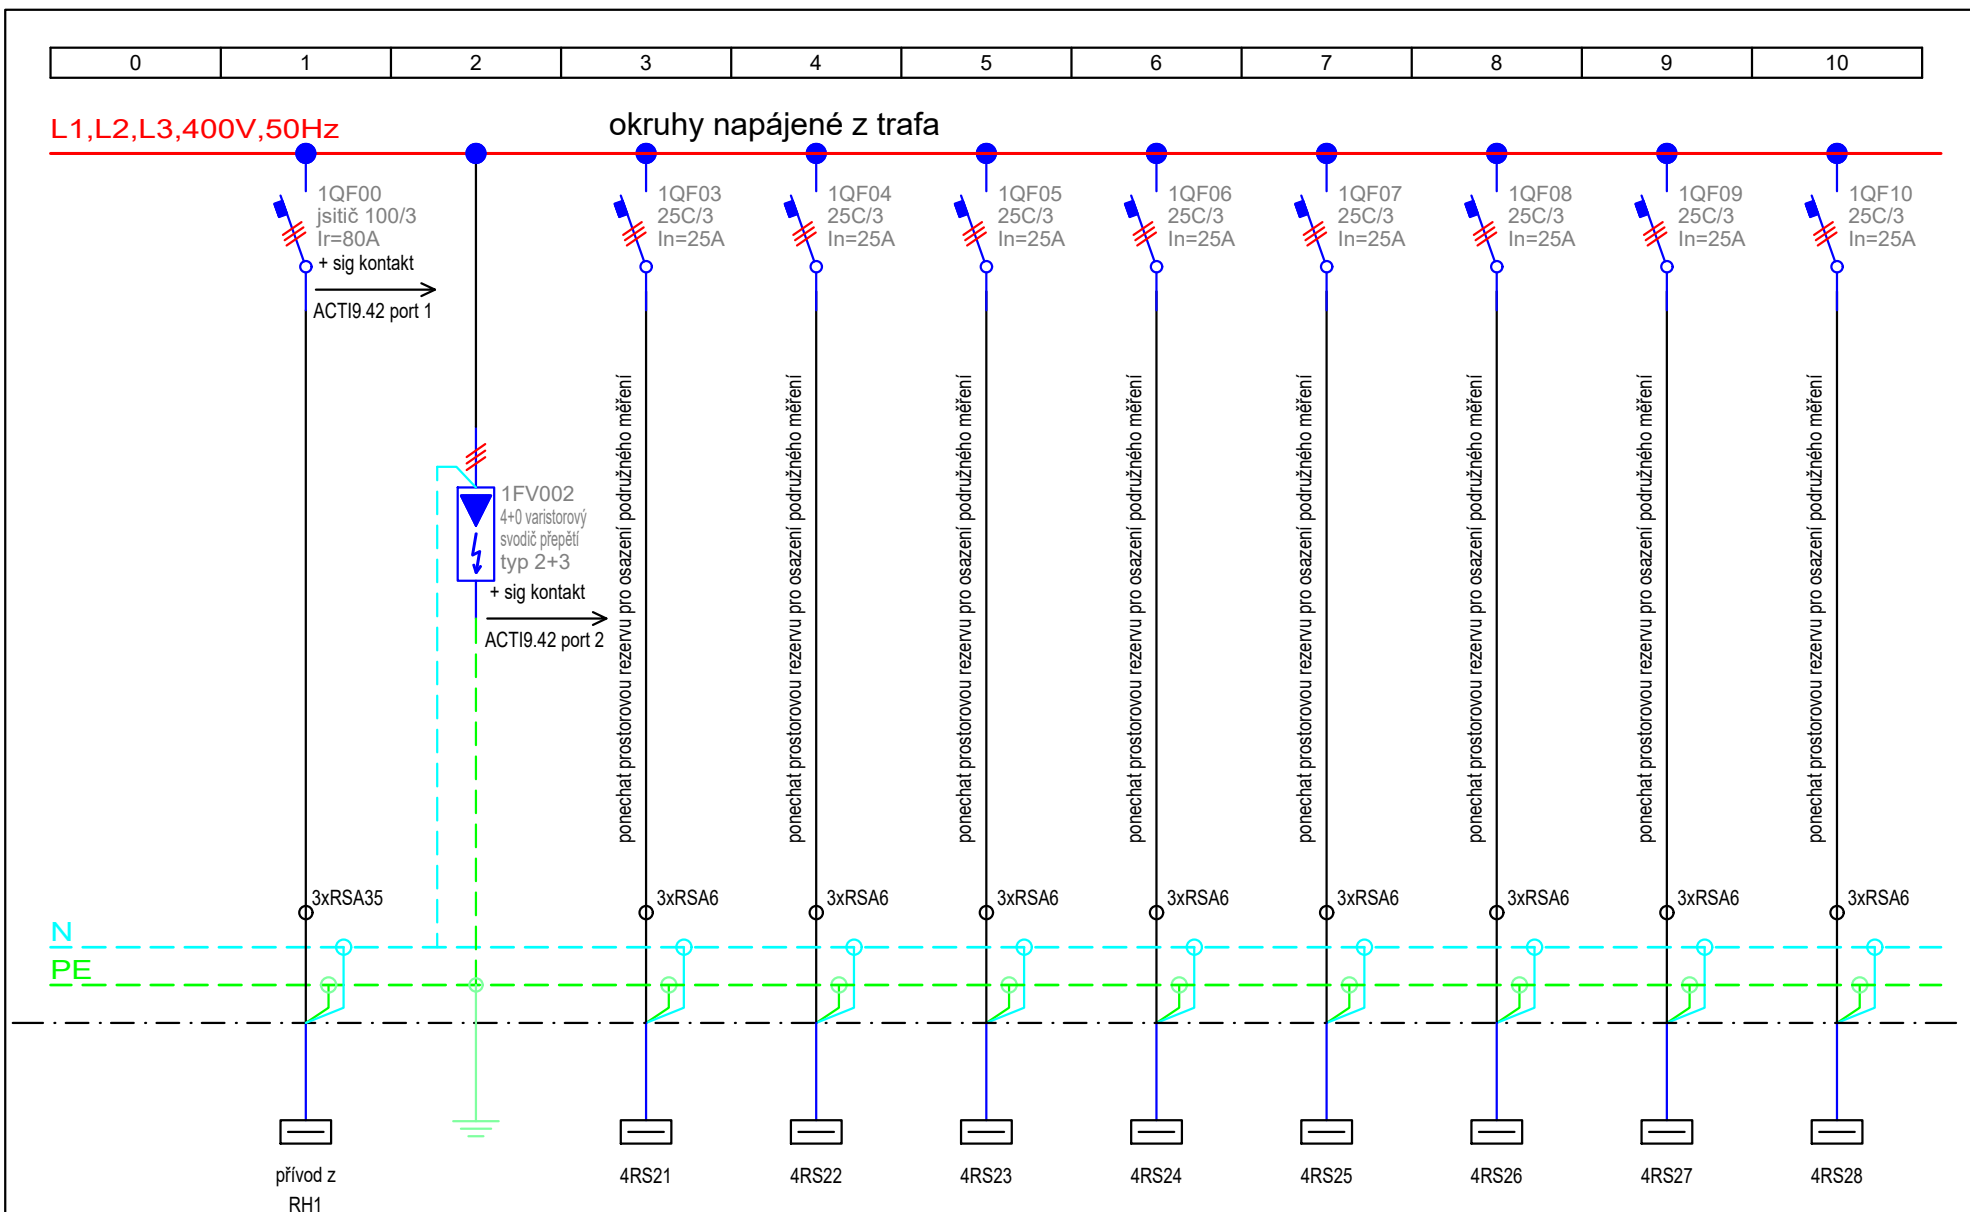 0 1 2 3 4 5 6 7 8 9 10
L1,L2,L3,400V,50Hz
okruhy napájené z trafa
1QF00
jsitič 100/3
Ir=80A
+ sig kontakt
ACTI9.42 port 1
1FV002
4+0 varistorový
svodič přepětí
typ 2+3
+ sig kontakt
ACTI9.42 port 2
1QF03
25C/3
In=25A
1QF04
25C/3
In=25A
1QF05
25C/3
In=25A
1QF06
25C/3
In=25A
1QF07
25C/3
In=25A
1QF08
25C/3
In=25A
1QF09
25C/3
In=25A
1QF10
25C/3
In=25A
ponechat prostorovou rezervu pro osazení podružného měření
ponechat prostorovou rezervu pro osazení podružného měření
ponechat prostorovou rezervu pro osazení podružného měření
ponechat prostorovou rezervu pro osazení podružného měření
ponechat prostorovou rezervu pro osazení podružného měření
ponechat prostorovou rezervu pro osazení podružného měření
ponechat prostorovou rezervu pro osazení podružného měření
ponechat prostorovou rezervu pro osazení podružného měření
3xRSA35 3xRSA6 3xRSA6 3xRSA6 3xRSA6 3xRSA6 3xRSA6 3xRSA6 3xRSA6
N
PE
přívod z
RH1
4RS21 4RS22 4RS23 4RS24 4RS25 4RS26 4RS27 4RS28